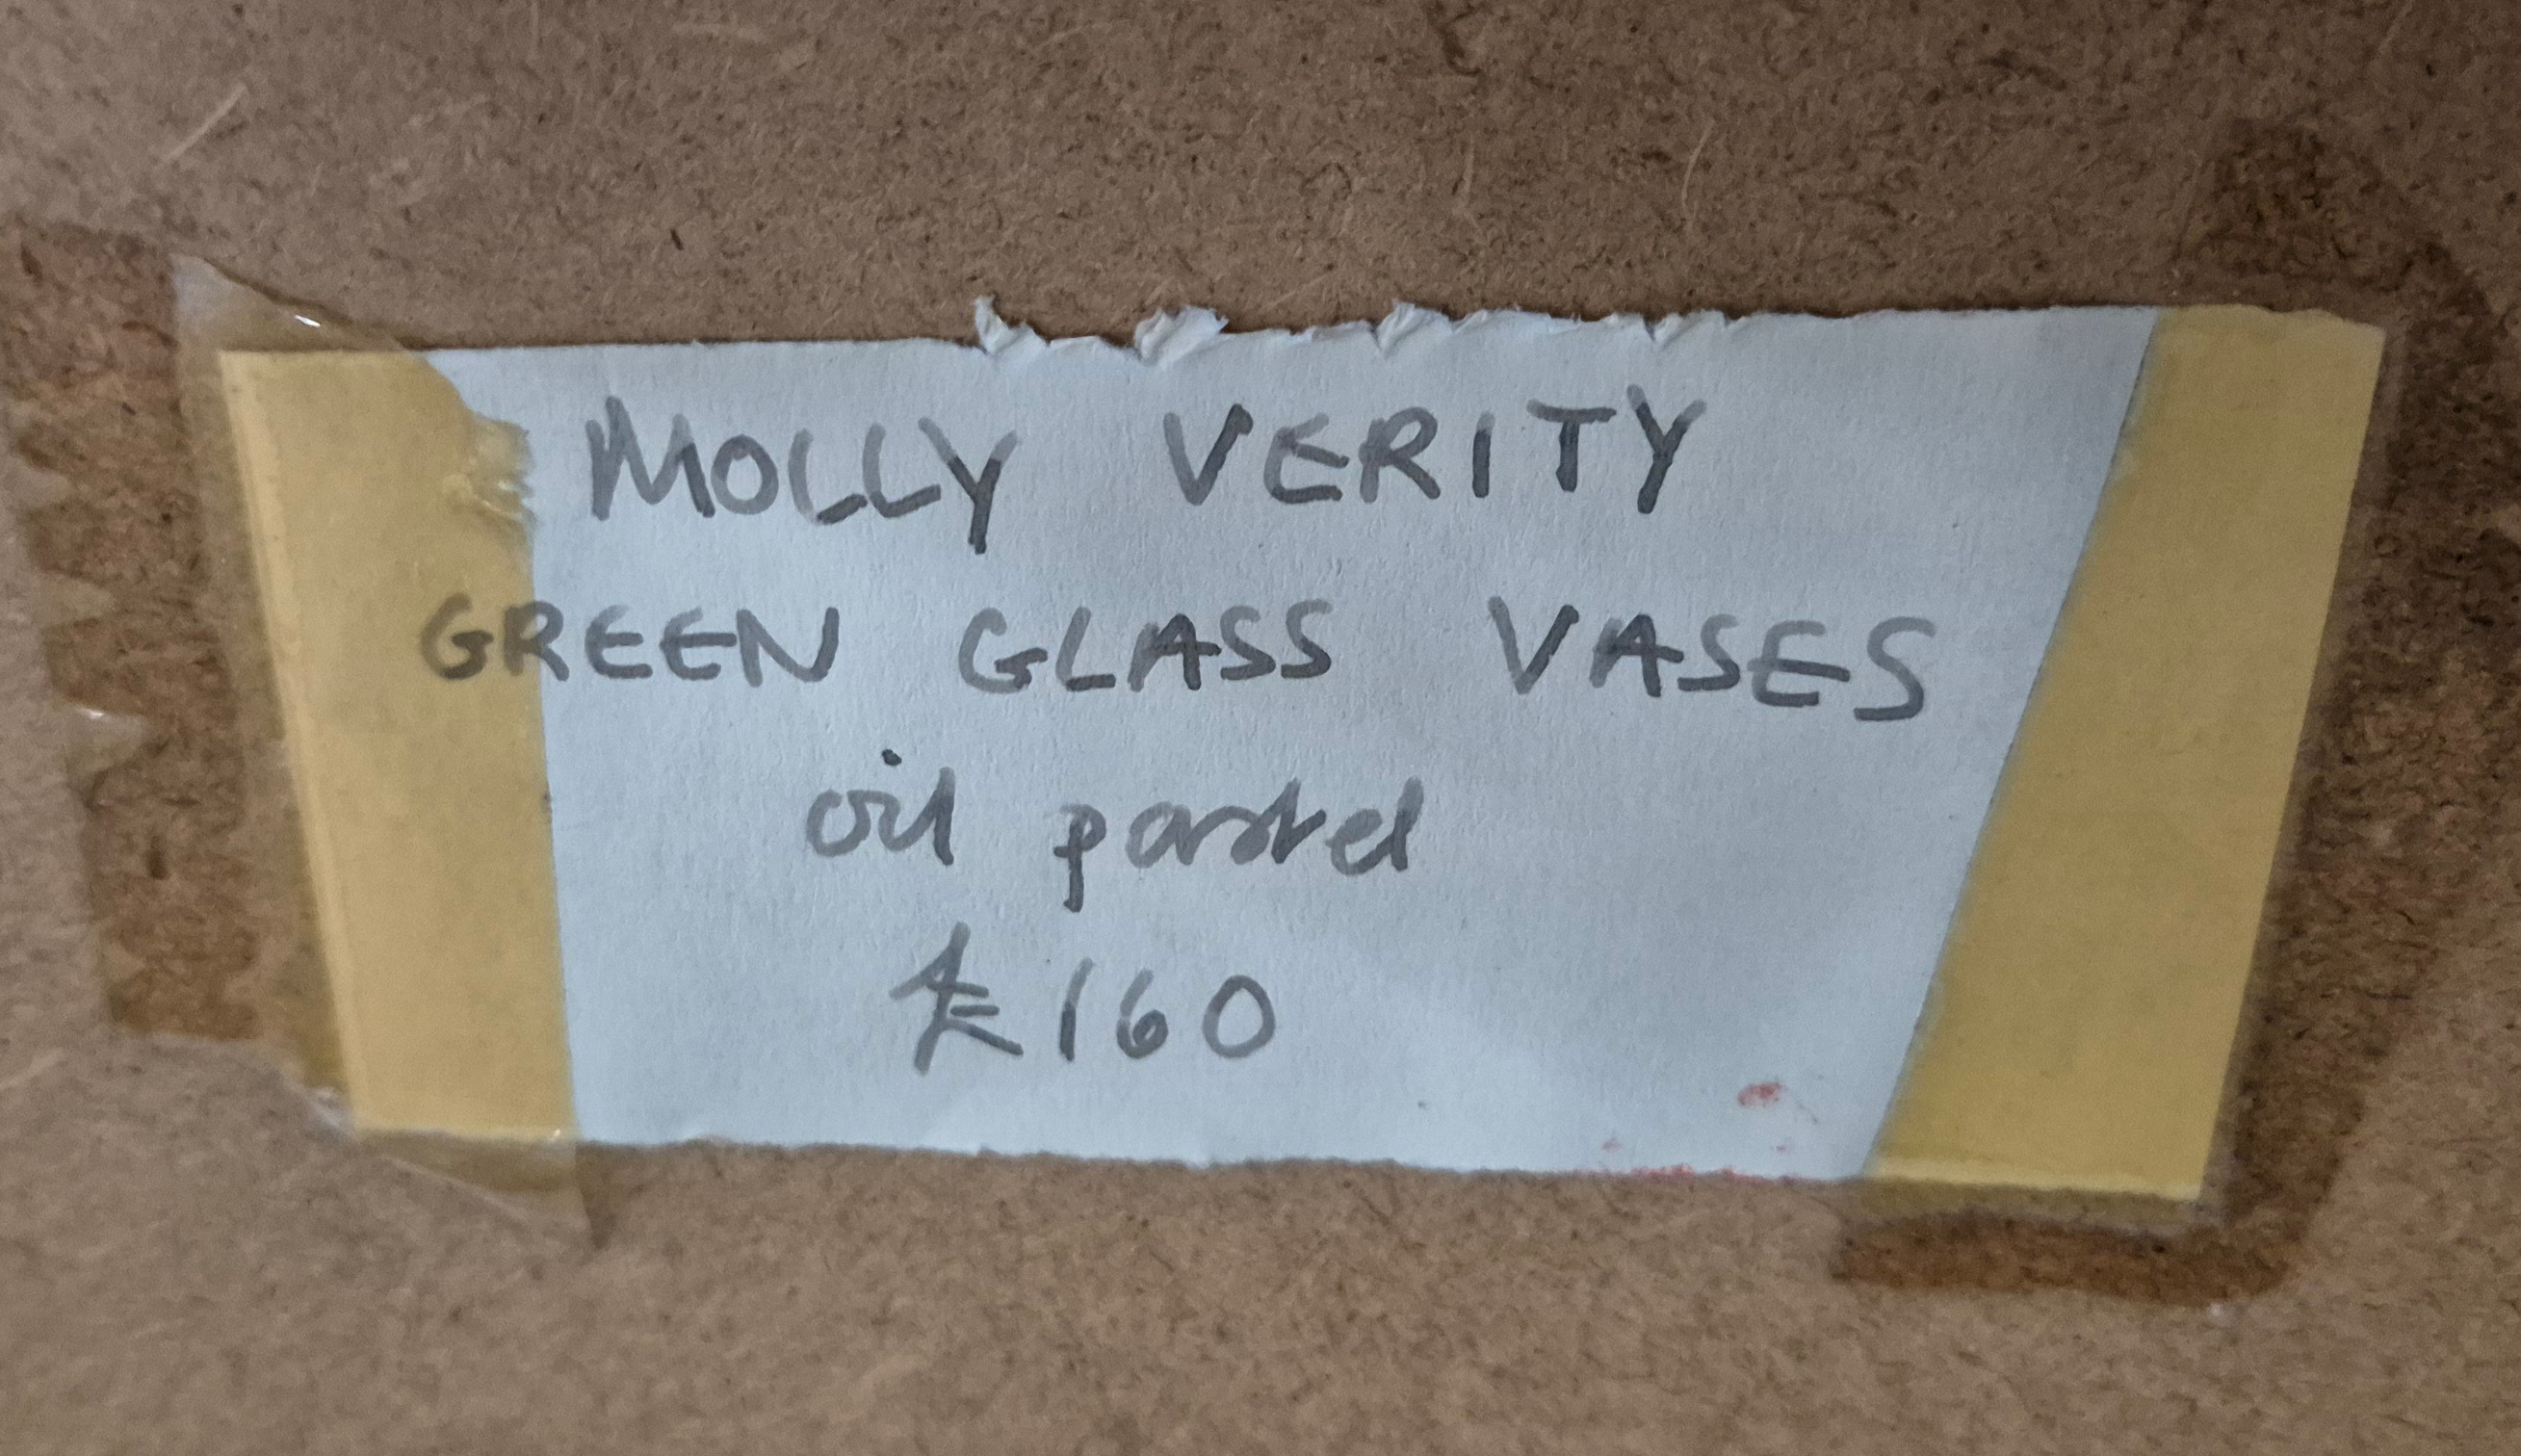 MOLLY VERITY
GREEN GLASS VASES
oil pastel
£160